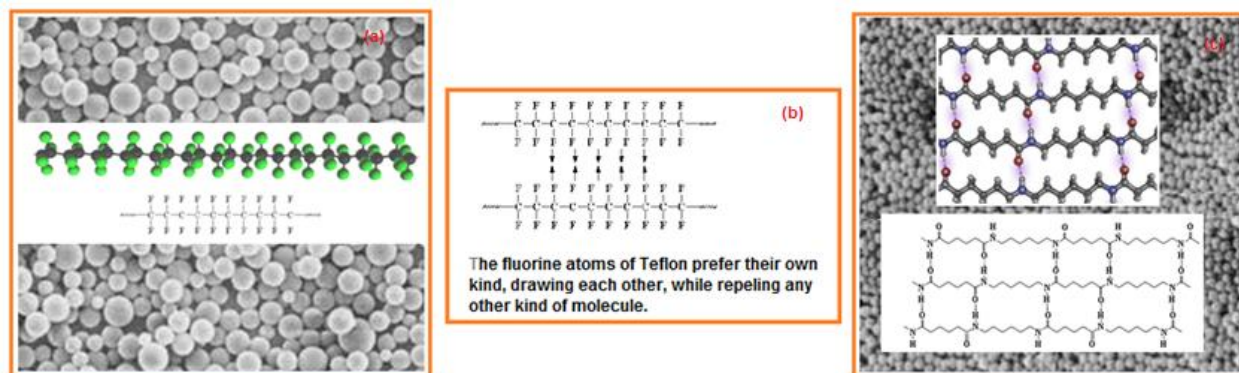 (a)
F F F F F F F F F F
C C C C C C C C C C
F F F F F F F F F F
(b)
F F F F F F F F F F
C C C C C C C C C C
F F F F F F F F F F
F F F F F F F F F F
C C C C C C C C C C
F F F F F F F F F F
The fluorine atoms of Teflon prefer their own
kind, drawing each other, while repeling any
other kind of molecule.
(c)
O H O H O